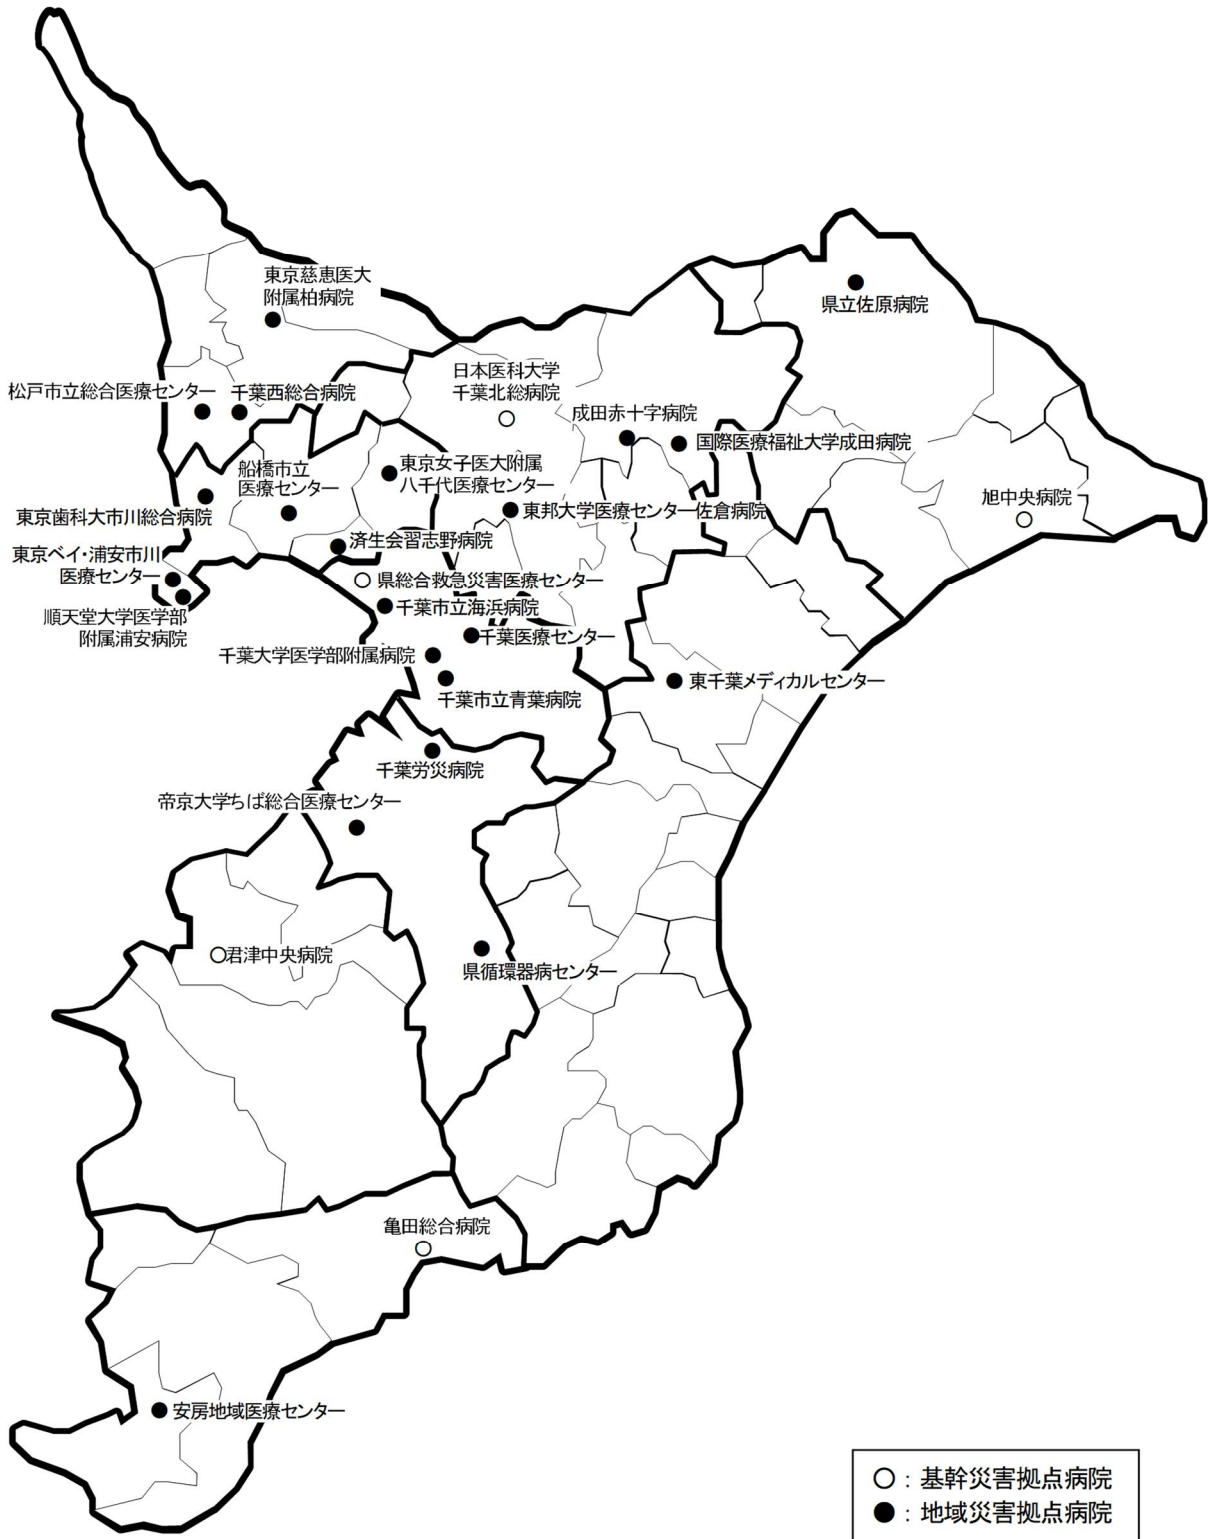 東京慈恵医大
附属柏病院
県立佐原病院
日本医科大学
千葉北総病院
松戸市立総合医療センター
千葉西総合病院
成田赤十字病院
国際医療福祉大学成田病院
船橋市立
医療センター
東京女子医大附属
八千代医療センター
旭中央病院
東京歯科大市川総合病院
東邦大学医療センター佐倉病院
済生会習志野病院
東京ベイ・浦安市川
医療センター
県総合救急災害医療センター
順天堂大学医学部
附属浦安病院
千葉市立海浜病院
千葉医療センター
千葉大学医学部附属病院
千葉市立青葉病院
東千葉メディカルセンター
千葉労災病院
帝京大学ちば総合医療センター
君津中央病院
県循環器病センター
亀田総合病院
安房地域医療センター
○：基幹災害拠点病院
●：地域災害拠点病院